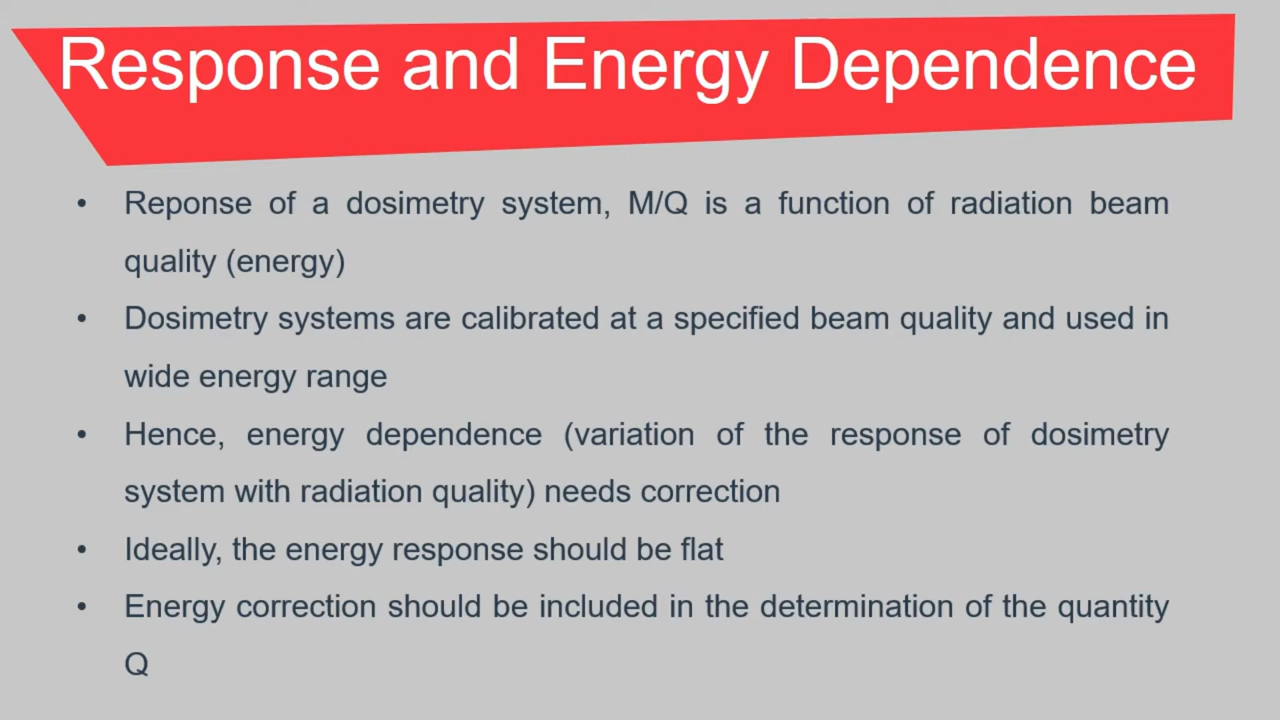 Response and Energy Dependence
• Reponse of a dosimetry system, M/Q is a function of radiation beam
quality (energy)
• Dosimetry systems are calibrated at a specified beam quality and used in
wide energy range
• Hence, energy dependence (variation of the response of dosimetry
system with radiation quality) needs correction
• Ideally, the energy response should be flat
• Energy correction should be included in the determination of the quantity
Q